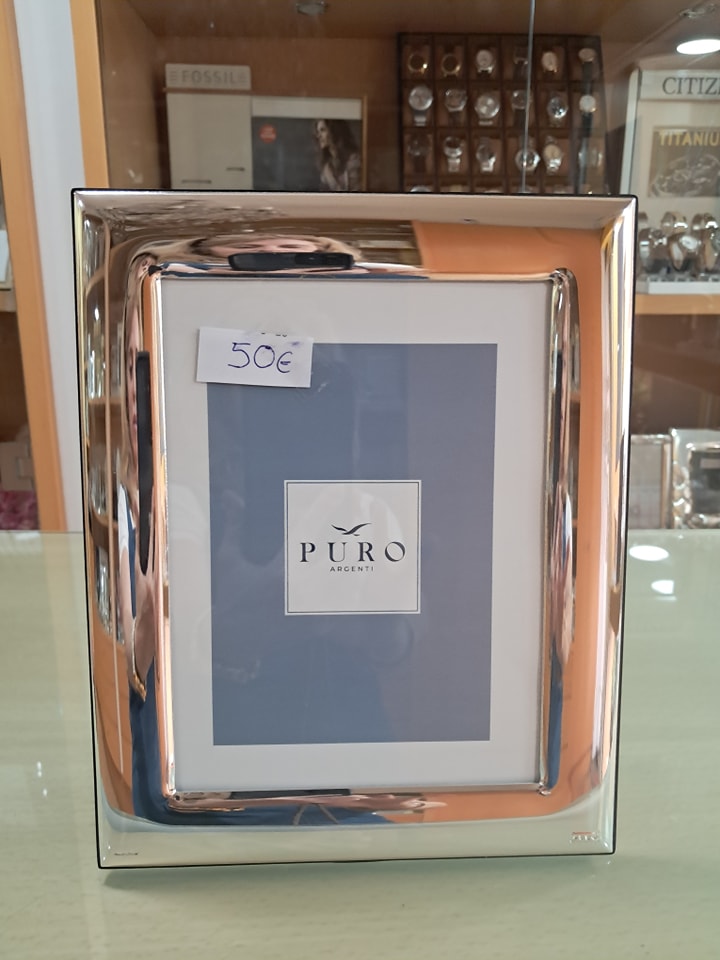 FOSSIL
CITIZ
TITANIU
50€
PURO
ARGENTI